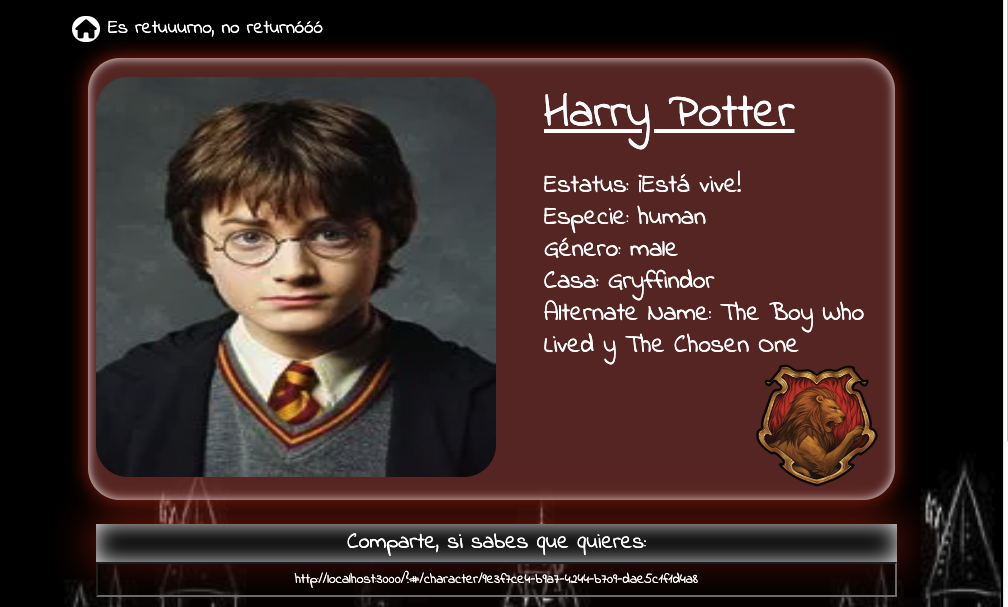 Es retuuurno, no returnóóó
Harry Potter
Estatus: ¡Está vive!
Especie: human
Género: male
Casa: Gryffindor
Alternate Name: The Boy Who
Lived y The Chosen One
Comparte, si sabes que quieres:
http://localhost:3000/?#/character/9e3f7ce4-b9a7-4244-b709-dae5c1f1d4a8